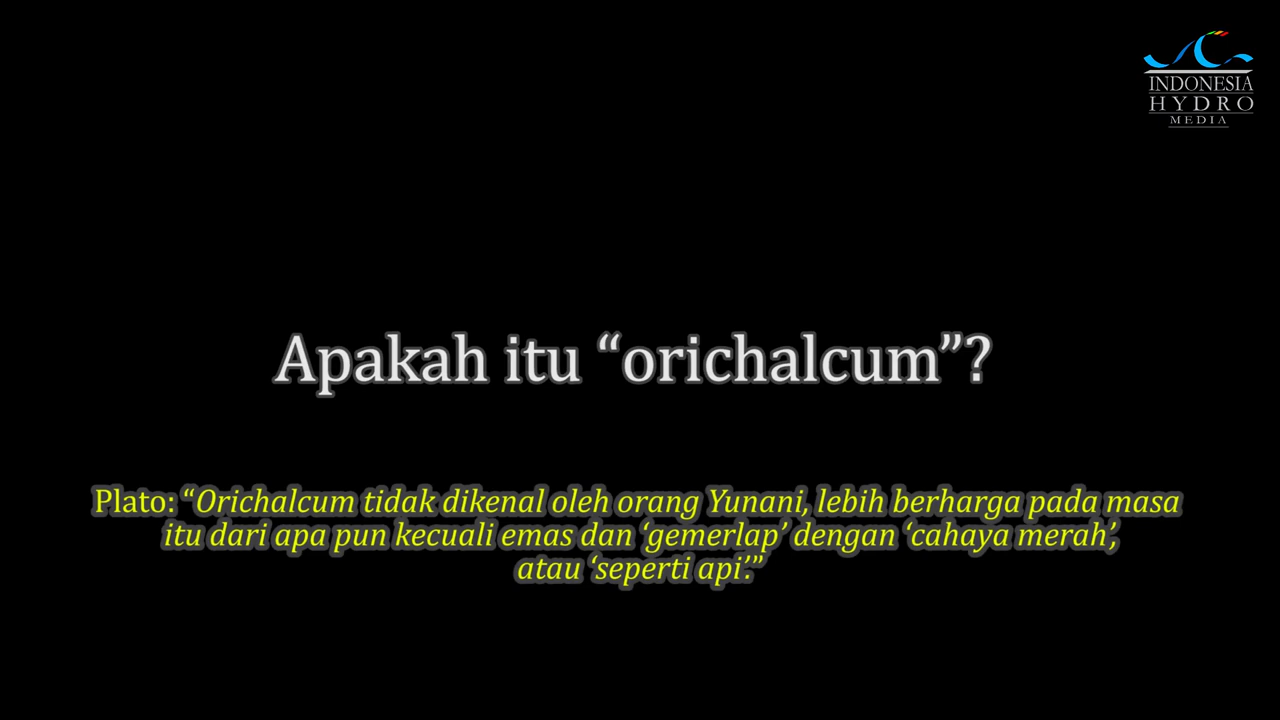 INDONESIA
HYDRO
MEDIA
Apakah itu “orichalcum”?
Plato: “Orichalcum tidak dikenal oleh orang Yunani, lebih berharga pada masa
itu dari apa pun kecuali emas dan ‘gemerlap’ dengan ‘cahaya merah’,
atau ‘seperti api’.”